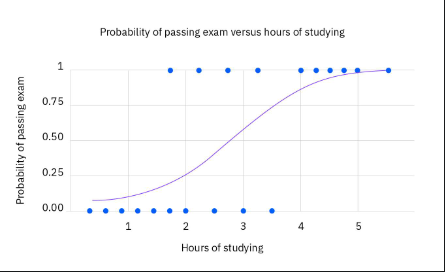 Probability of passing exam versus hours of studying
Probability of passing exam
1
0.75
0.50
0.25
0.00
1 2 3 4 5
Hours of studying